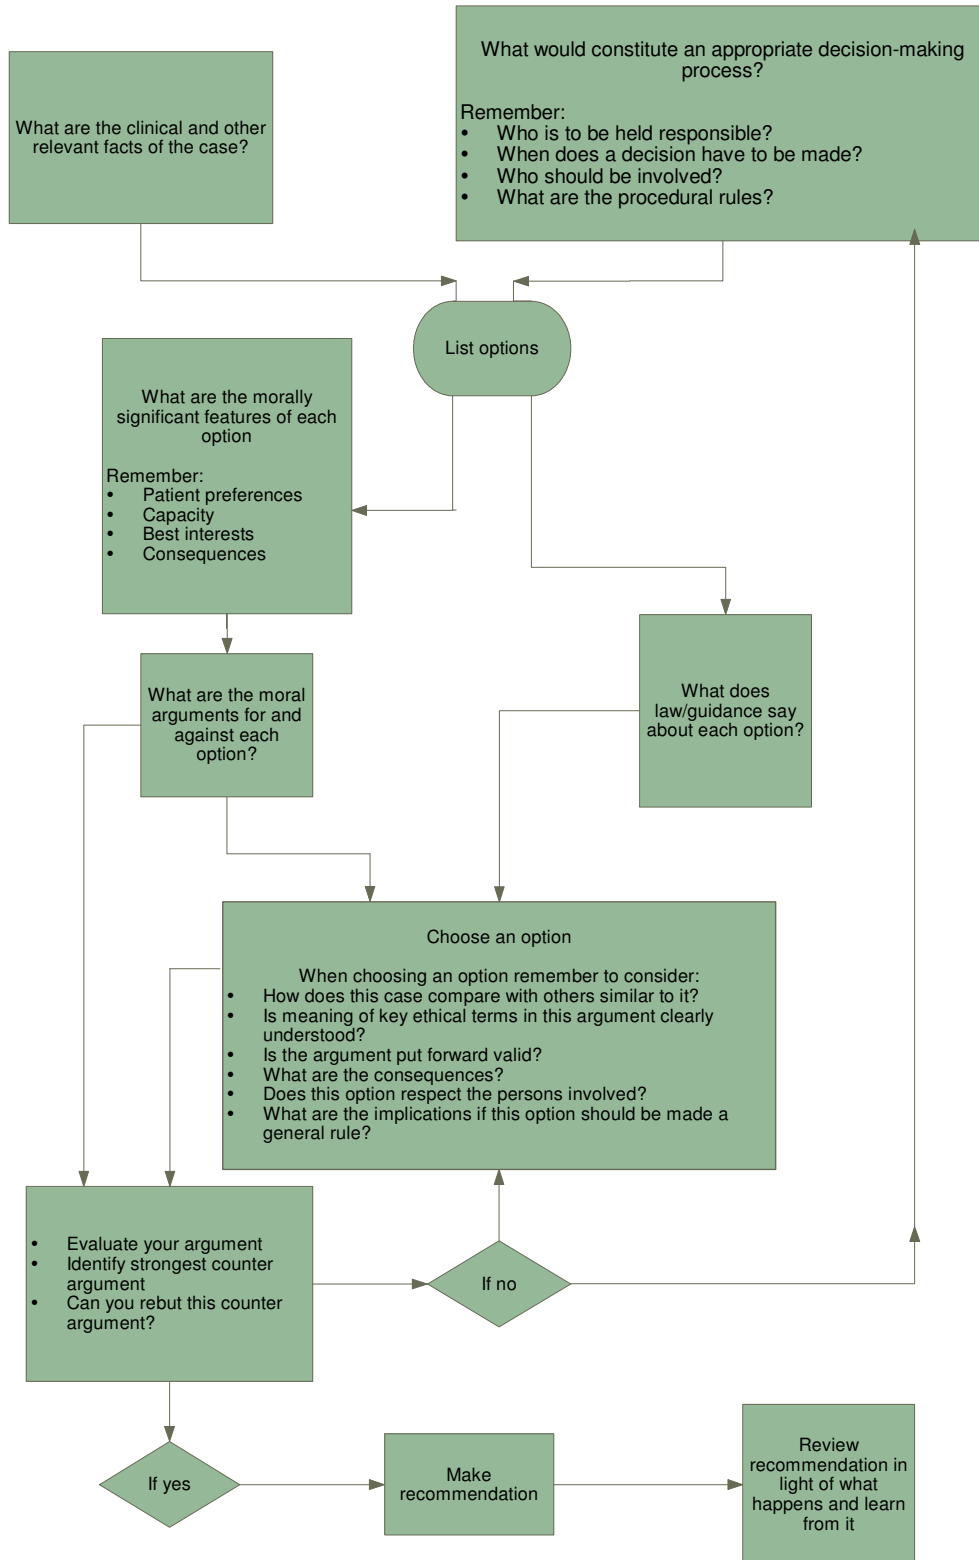 What are the clinical and other
relevant facts of the case?
What would constitute an appropriate decision-making
process?
Remember:
• Who is to be held responsible?
• When does a decision have to be made?
• Who should be involved?
• What are the procedural rules?
List options
What are the morally
significant features of each
option
Remember:
• Patient preferences
• Capacity
• Best interests
• Consequences
What are the moral
arguments for and
against each
option?
What does
law/guidance say
about each option?
Choose an option
When choosing an option remember to consider:
• How does this case compare with others similar to it?
• Is meaning of key ethical terms in this argument clearly
understood?
• Is the argument put forward valid?
• What are the consequences?
• Does this option respect the persons involved?
• What are the implications if this option should be made a
general rule?
• Evaluate your argument
• Identify strongest counter
argument
• Can you rebut this counter
argument?
If no
If yes
Make
recommendation
Review
recommendation in
light of what
happens and learn
from it